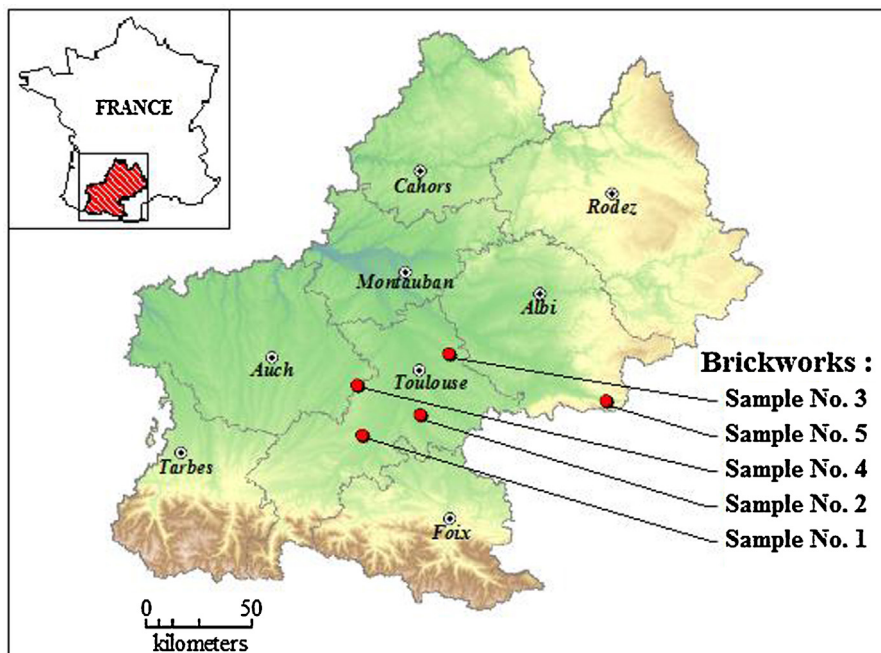 FRANCE
Cahors
Rodez
Montauban
Albi
Auch
Toulouse
Tarbes
Foix
Brickworks :
Sample No. 3
Sample No. 5
Sample No. 4
Sample No. 2
Sample No. 1
0 50
kilometers